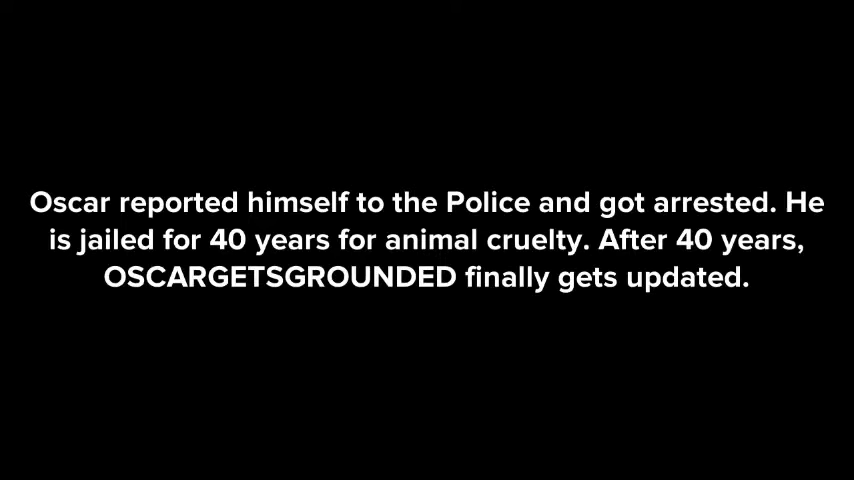 Oscar reported himself to the Police and got arrested. He
is jailed for 40 years for animal cruelty. After 40 years,
OSCARGETSGROUNDED finally gets updated.